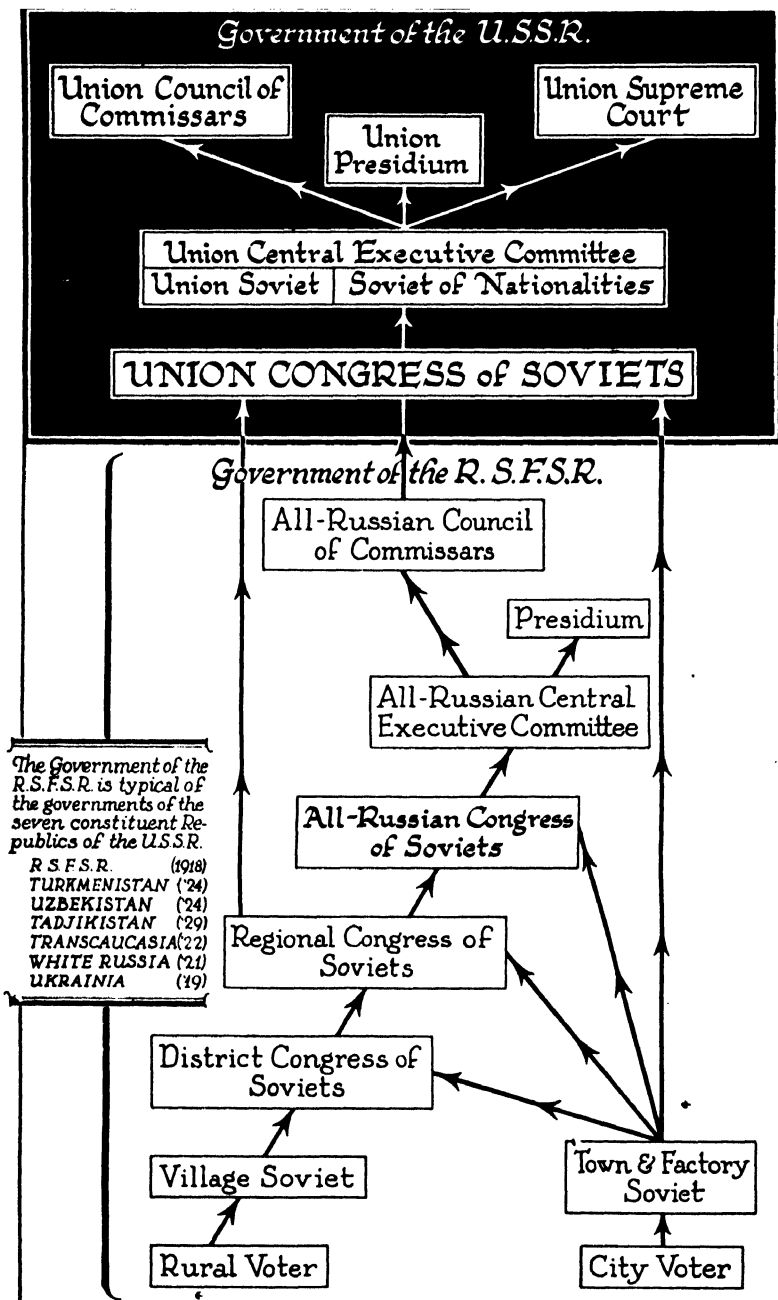 Government of the U.S.S.R.
Union Council of
Commissars
Union
Presidium
Union Supreme
Court
Union Central Executive Committee
Union Soviet
Soviet of Nationalities
UNION CONGRESS of SOVIETS
Government of the R.S.F.S.R.
All-Russian Council
of Commissars
Presidium
All-Russian Central
Executive Committee
The Government of the
R.S.F.S.R. is typical of
the governments of the
seven constituent Re-
publics of the U.S.S.R.
R S.F.S.R. (1918)
TURKMENISTAN ('24)
UZBEKISTAN ('24)
TADJIKISTAN ('29)
TRANSCAUCASIA ('22)
WHITE RUSSIA ('21)
UKRAINIA ('19)
All-Russian Congress
of Soviets
Regional Congress of
Soviets
District Congress of
Soviets
Village Soviet
Town & Factory
Soviet
Rural Voter
City Voter